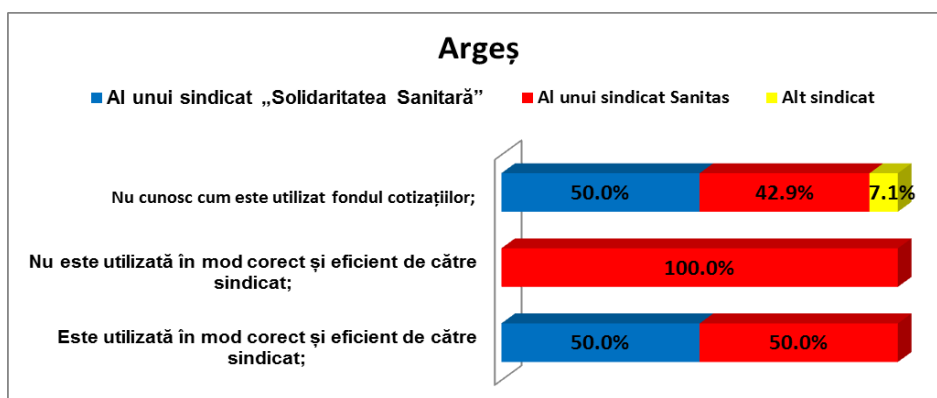 Argeș
Al unui sindicat „Solidaritatea Sanitară” Al unui sindicat Sanitas Alt sindicat
Nu cunosc cum este utilizat fondul cotizațiilor; 50.0% 42.9% 7.1%
Nu este utilizată în mod corect și eficient de către
sindicat; 100.0%
Este utilizată în mod corect și eficient de către
sindicat; 50.0% 50.0%